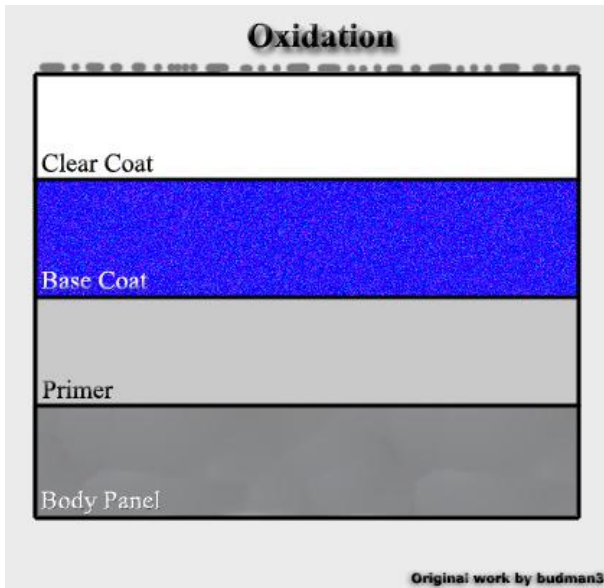 Oxidation
Clear Coat
Base Coat
Primer
Body Panel
Original work by budman3